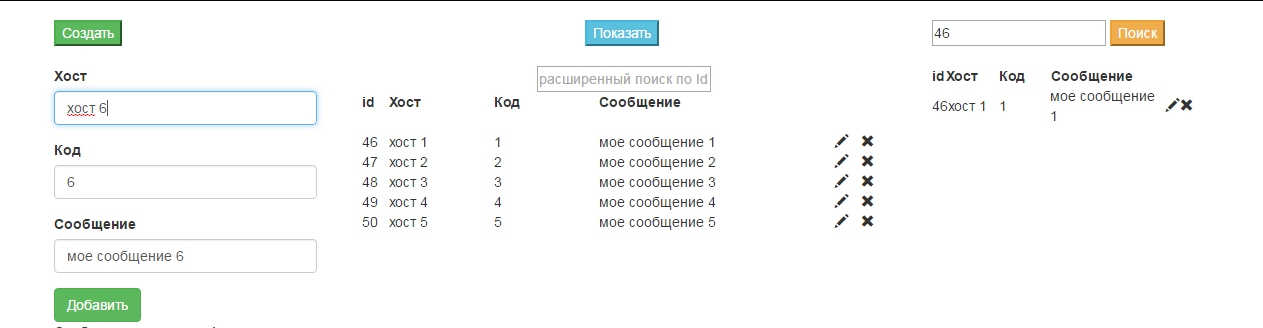 Создать
Хост
хост 6
Код
6
Сообщение
мое сообщение 6
Добавить
Показать
расширенный поиск по Id
id Хост Код Сообщение
46 хост 1 1 мое сообщение 1
47 хост 2 2 мое сообщение 2
48 хост 3 3 мое сообщение 3
49 хост 4 4 мое сообщение 4
50 хост 5 5 мое сообщение 5
46 Поиск
id Хост Код Сообщение
46 хост 1 1 мое сообщение
1